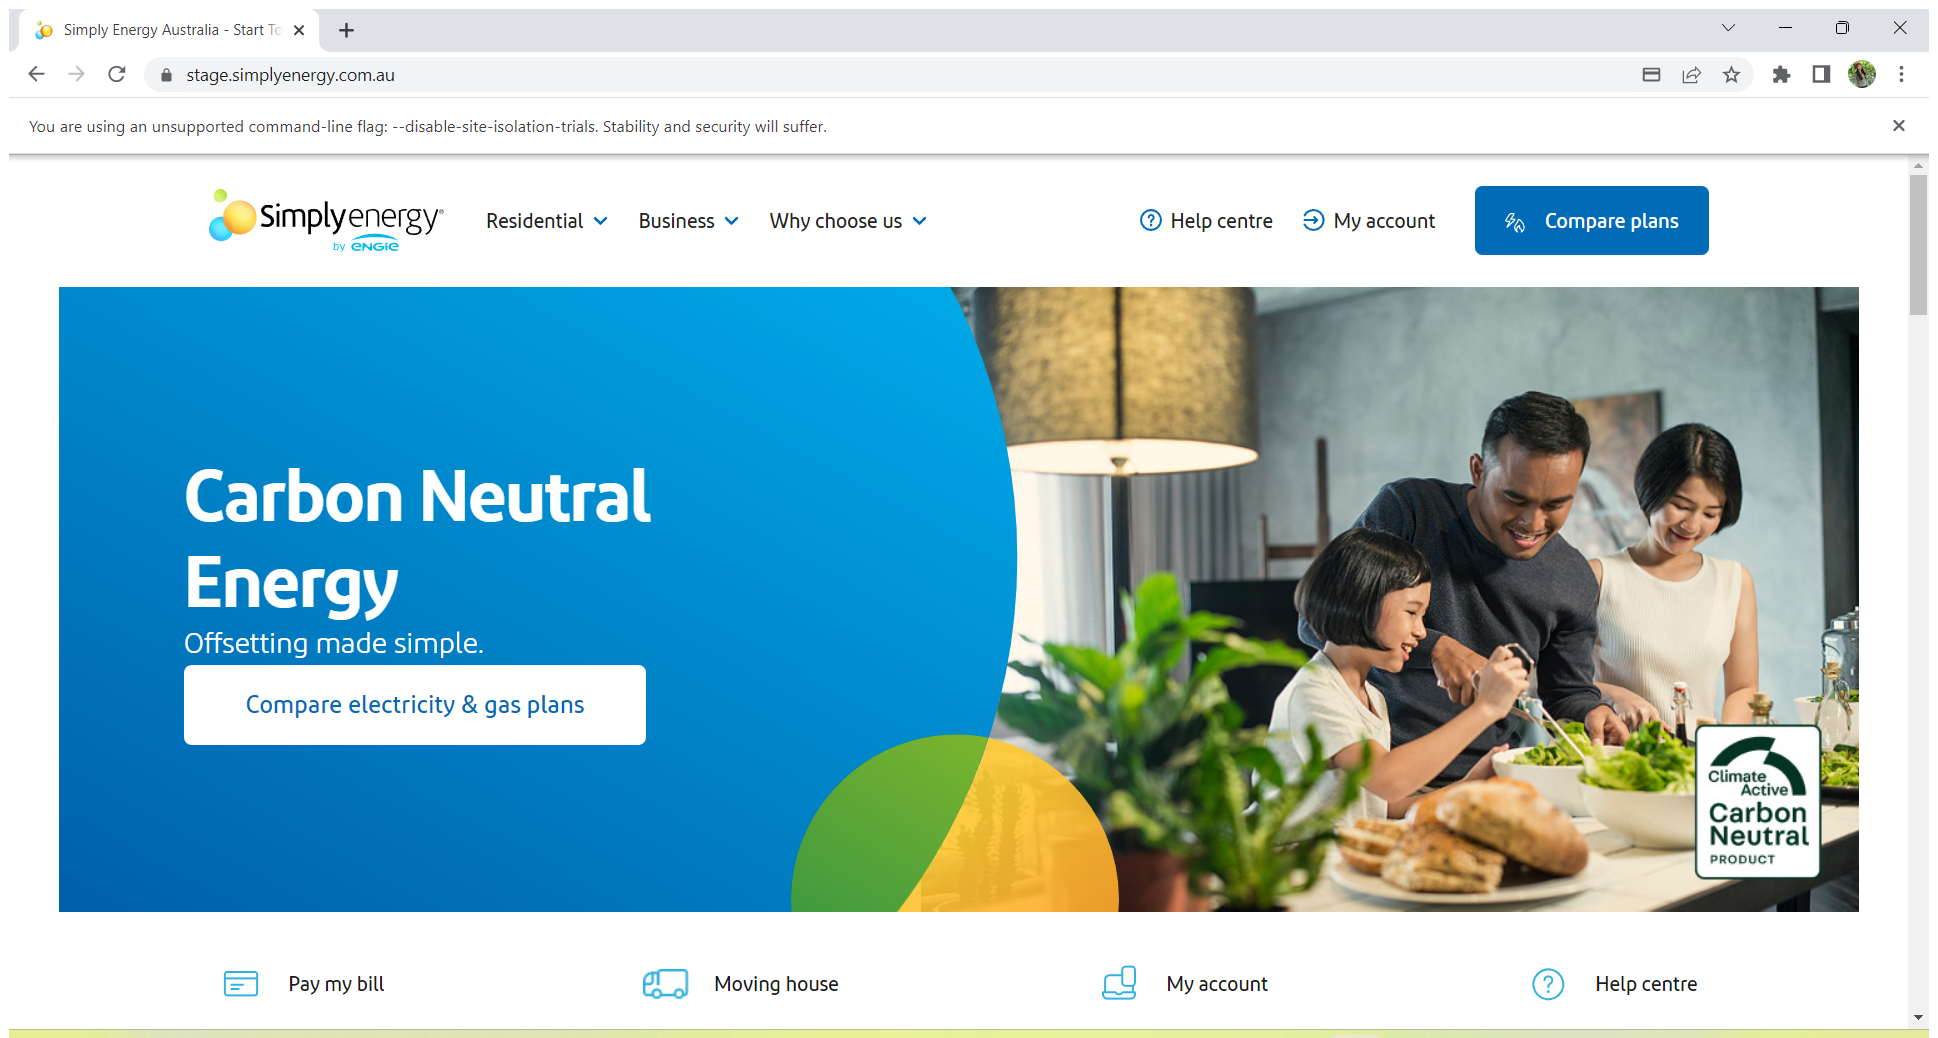 Simply Energy Australia - Start To
stage.simplyenergy.com.au
You are using an unsupported command-line flag: --disable-site-isolation-trials. Stability and security will suffer.
Simplyenergy®
by ENGIE
Residential
Business
Why choose us
Help centre
My account
Compare plans
Carbon Neutral
Energy
Offsetting made simple.
Compare electricity & gas plans
Climate
Active
Carbon
Neutral
PRODUCT
Pay my bill
Moving house
My account
Help centre